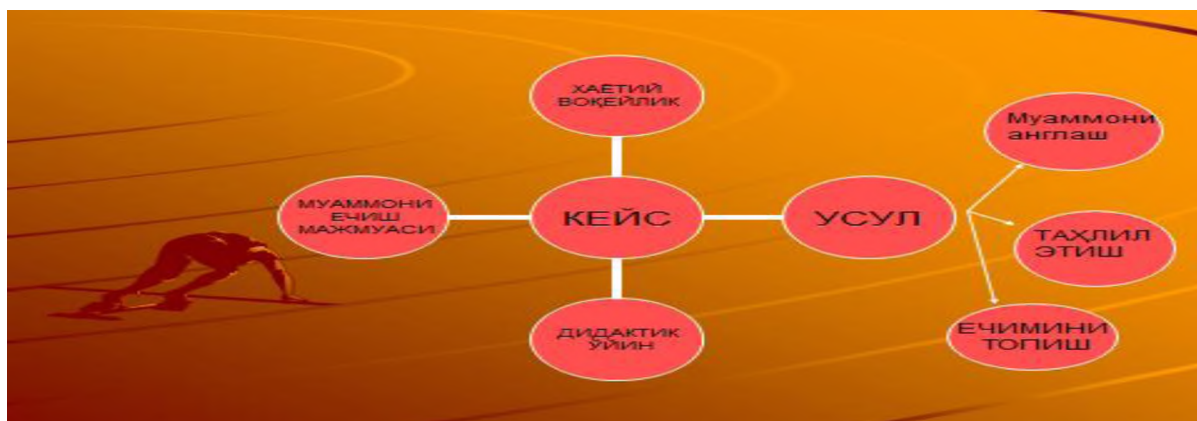 ХАЁТИЙ
ВОҚЕЙЛИК
МУАММОНИ
ЕЧИШ
МАЖМУАСИ
КЕЙС
УСУЛ
ДИДАКТИК
ЎЙИН
Муаммони
англаш
ТАҲЛИЛ
ЭТИШ
ЕЧИМИНИ
ТОПИШ